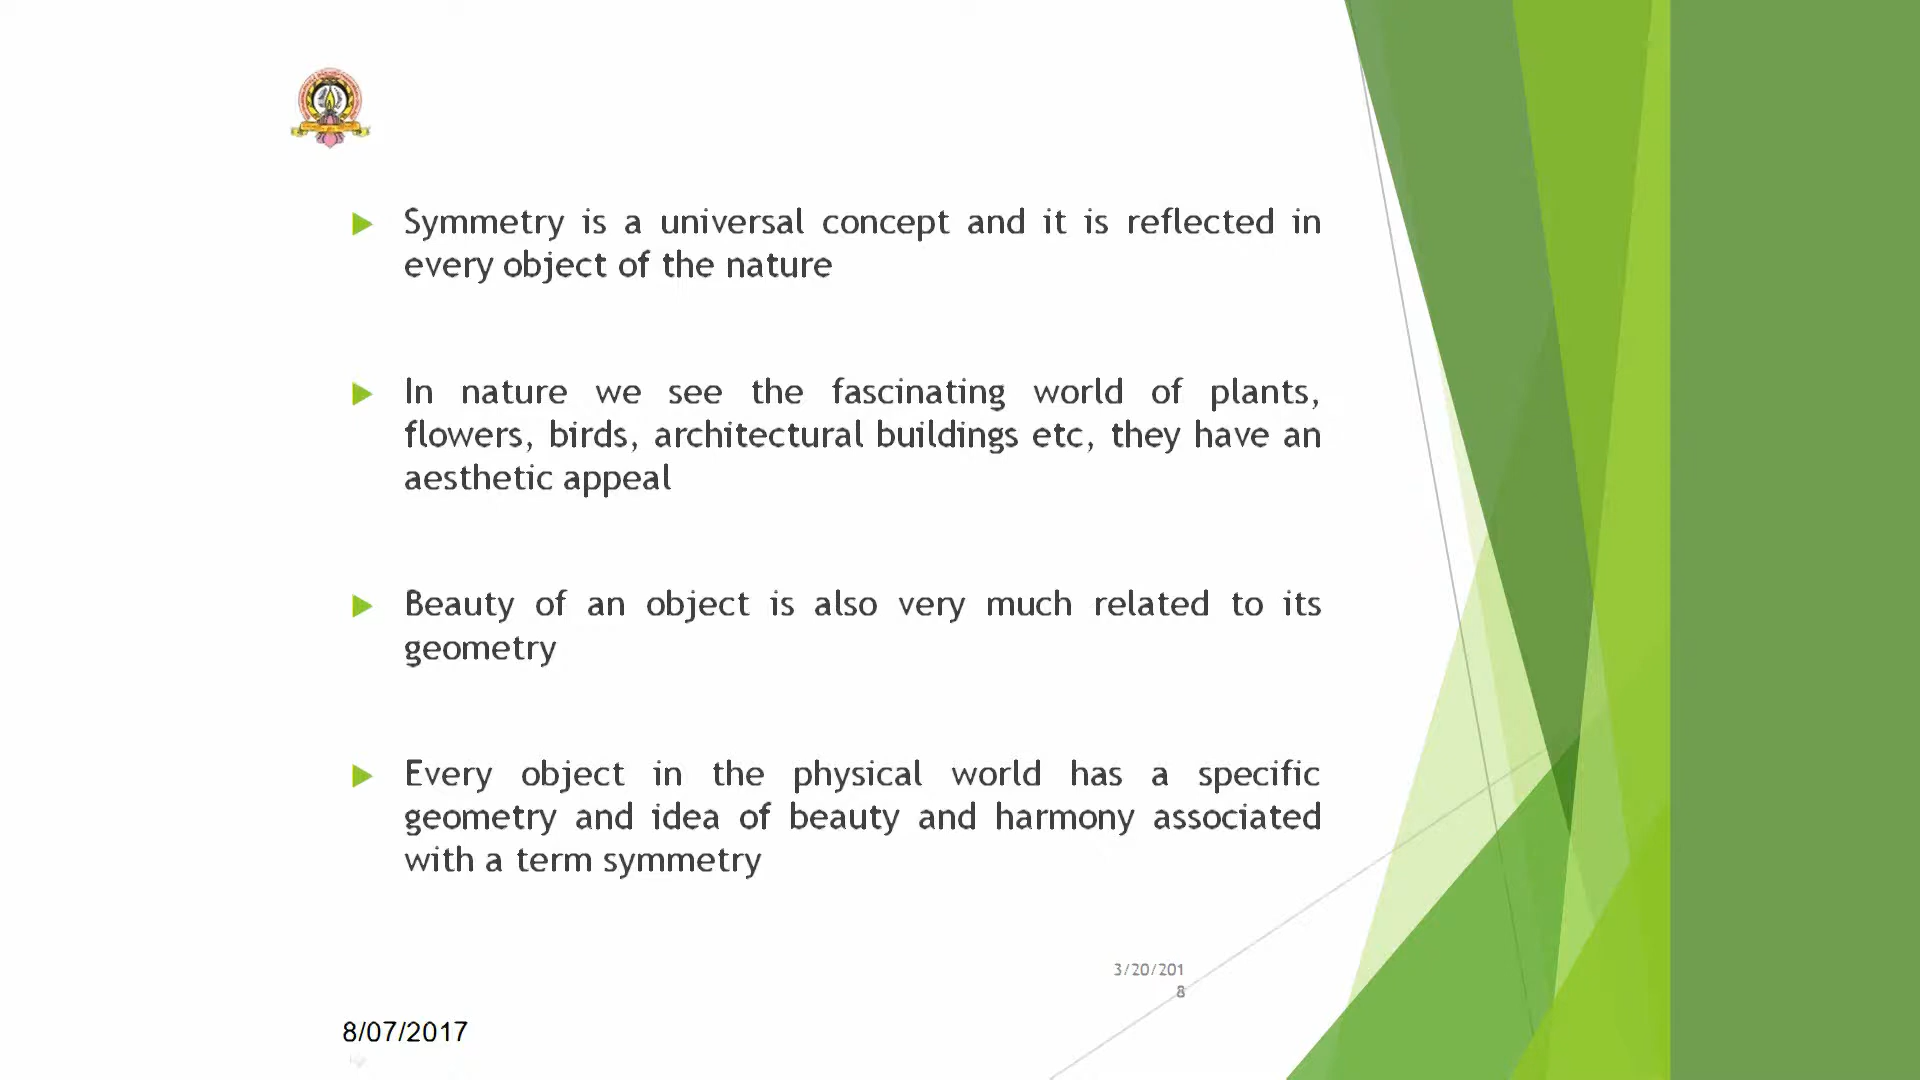 Symmetry is a universal concept and it is reflected in
every object of the nature
In nature we see the fascinating world of plants,
flowers, birds, architectural buildings etc, they have an
aesthetic appeal
Beauty of an object is also very much related to its
geometry
Every object in the physical world has a specific
geometry and idea of beauty and harmony associated
with a term symmetry
3/20/201
8
8/07/2017